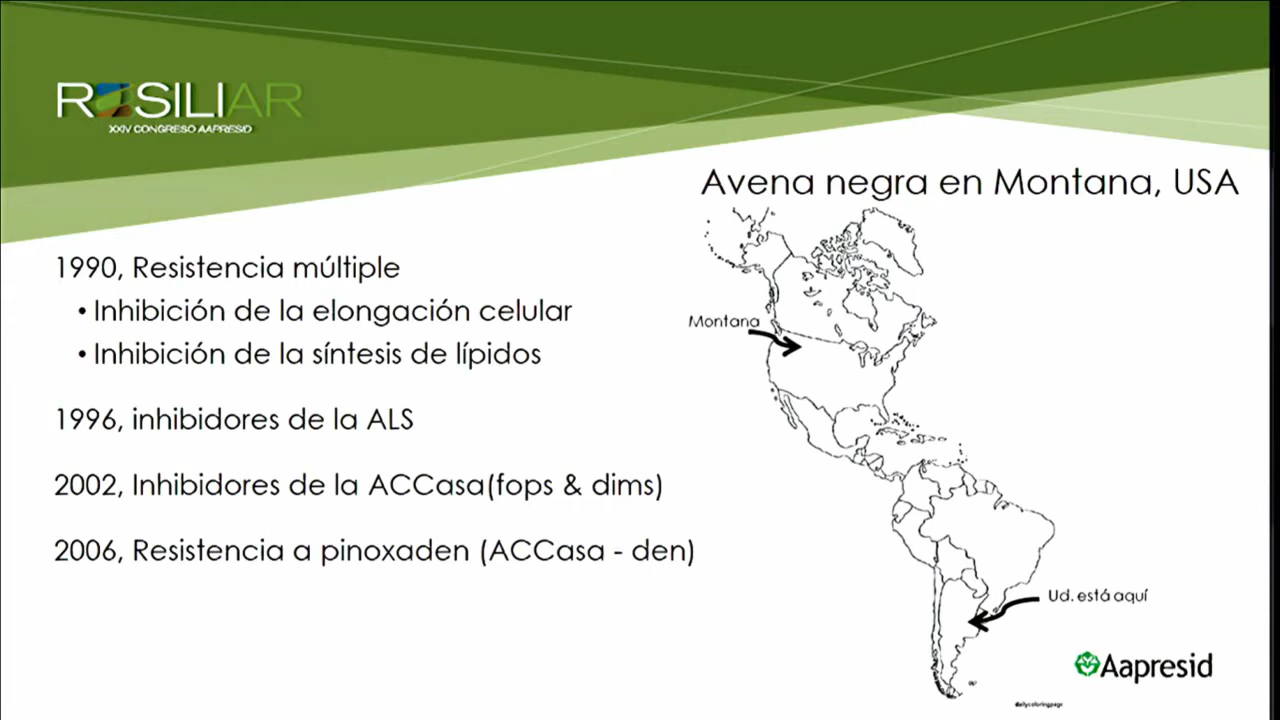 ROSILIAR
XXIV CONGRESO AAPRESID
Avena negra en Montana, USA
1990, Resistencia múltiple
• Inhibición de la elongación celular
• Inhibición de la síntesis de lípidos
1996, inhibidores de la ALS
2002, Inhibidores de la ACCasa(fops & dims)
2006, Resistencia a pinoxaden (ACCasa - den)
Montana
Ud. está aquí
Aapresid
dailycoloringpage